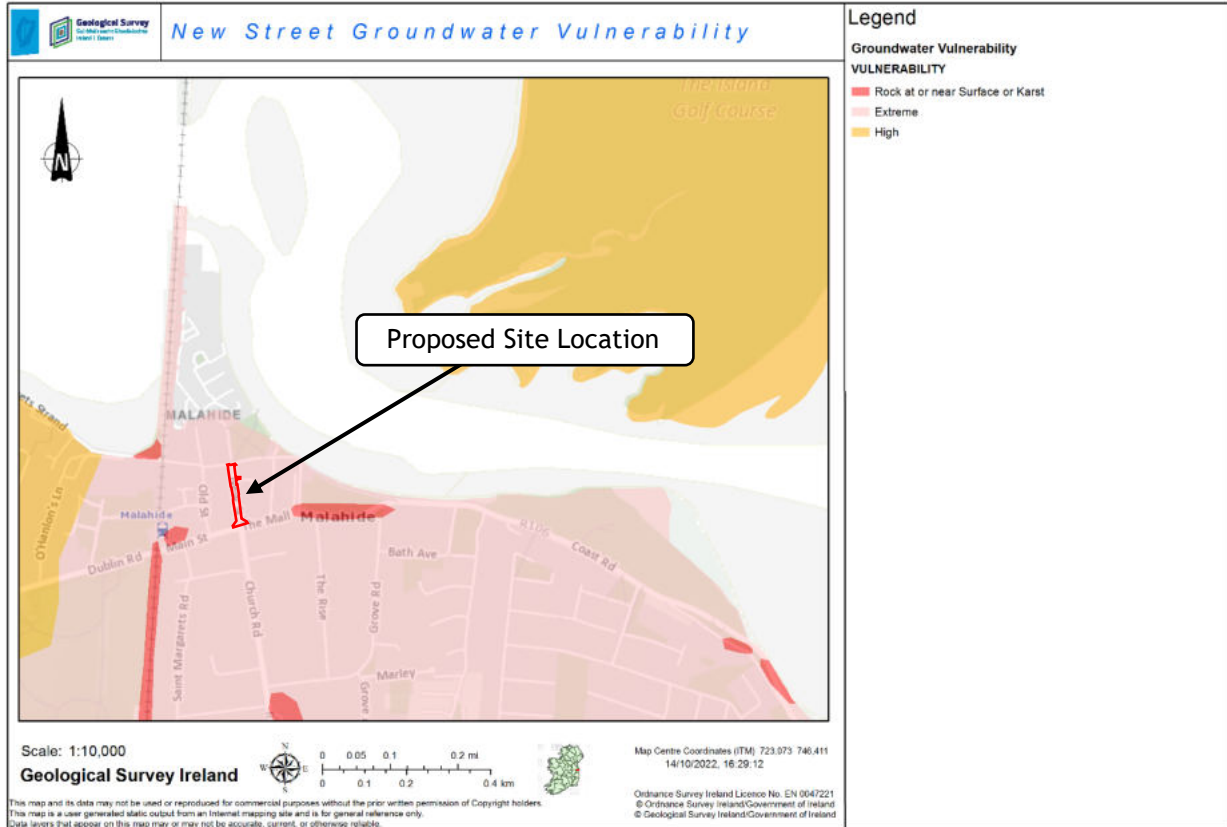 Geological Survey
New Street Groundwater Vulnerability
Legend
Groundwater Vulnerability
VULNERABILITY
Rock at or near Surface or Karst
Extreme
High
The Island
Golf Course
N
Proposed Site Location
ets Strand
MALAHIDE
O'Hanlon's Ln
Malahide
Old St
The Mall
Malahide
Main St
Dublin Rd
Bath Ave
R106
Coast Rd
Saint Margarets Rd
Church Rd
The Rise
Grove Rd
Marley
Grove
Scale: 1:10,000
Geological Survey Ireland
N
W
E
S
0 0.05 0.1 0.2 mi
0 0.1 0.2 0.4 km
Map Centre Coordinates (ITM) 723,073 746,411
14/10/2022, 16:29:12
Ordnance Survey Ireland Licence No. EN 0047221
© Ordnance Survey Ireland/Government of Ireland
© Geological Survey Ireland/Government of Ireland
This map and its data may not be used or reproduced for commercial purposes without the prior written permission of Copyright holders.
This map is a user generated static output from an Internet mapping site and is for general reference only.
Data layers that appear on this map may or may not be accurate, current, or otherwise reliable.